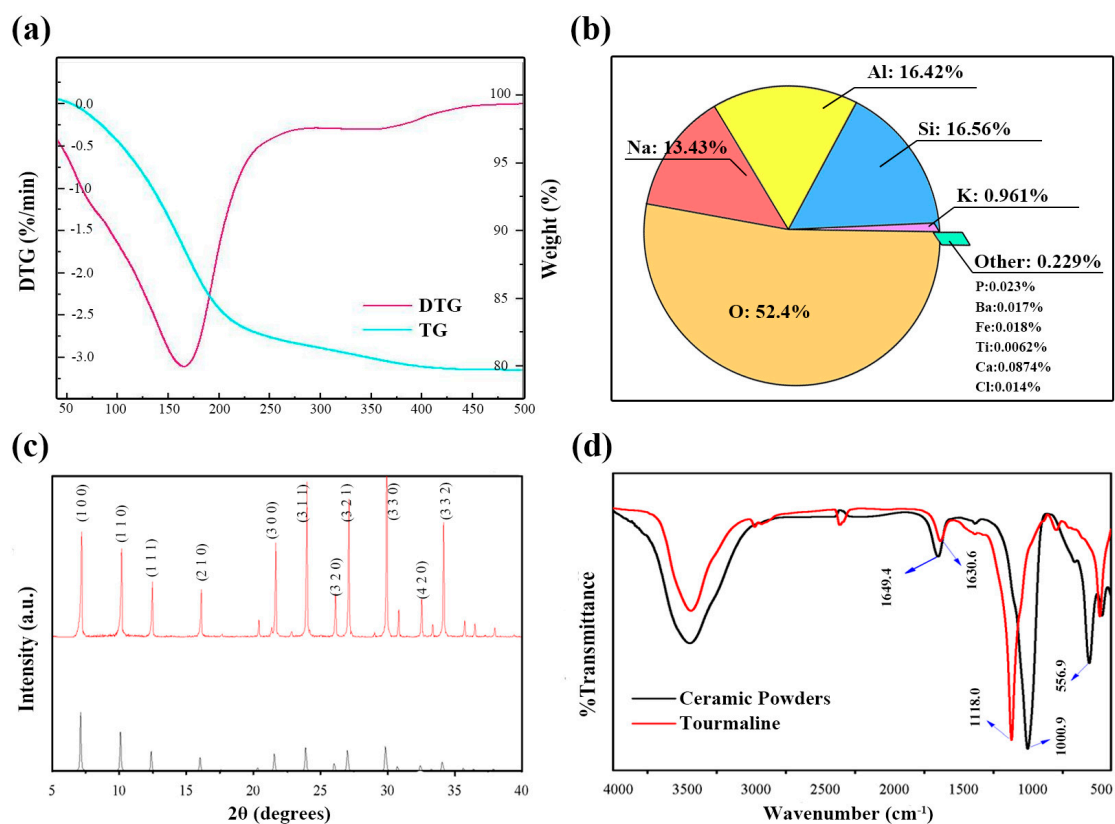 (a)
DTG (%/min)
0.0
-0.5
-1.0
-1.5
-2.0
-2.5
-3.0
100
95
90
85
80
Weight (%)
DTG
TG
50 100 150 200 250 300 350 400 450 500
(b)
Al: 16.42%
Si: 16.56%
Na: 13.43%
K: 0.961%
Other: 0.229%
O: 52.4%
P:0.023%
Ba:0.017%
Fe:0.018%
Ti:0.0062%
Ca:0.0874%
Cl:0.014%
(c)
Intensity (a.u.)
(1 0 0)
(1 1 0)
(1 1 1)
(2 1 0)
(3 0 0)
(3 1 1)
(3 2 0)
(3 2 1)
(3 3 0)
(4 2 0)
(3 3 2)
5 10 15 20 25 30 35 40
2θ (degrees)
(d)
%Transmittance
1649.4
1630.6
1118.0
1000.9
556.9
Ceramic Powders
Tourmaline
4000 3500 3000 2500 2000 1500 1000 500
Wavenumber (cm⁻¹)